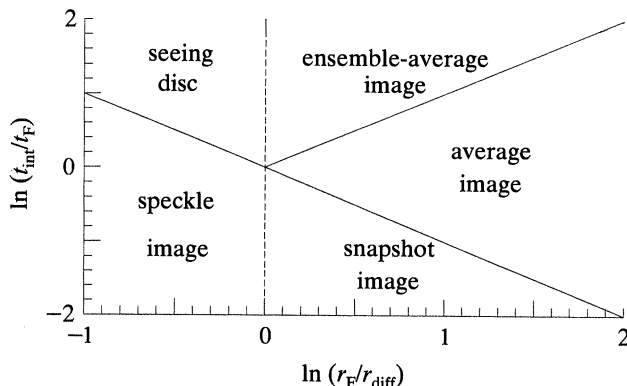 2
seeing
disc
ensemble-average
image
ln (t_int/t_F)
0
average
image
speckle
image
snapshot
image
−2
−1
0
1
2
ln (r_F/r_diff)